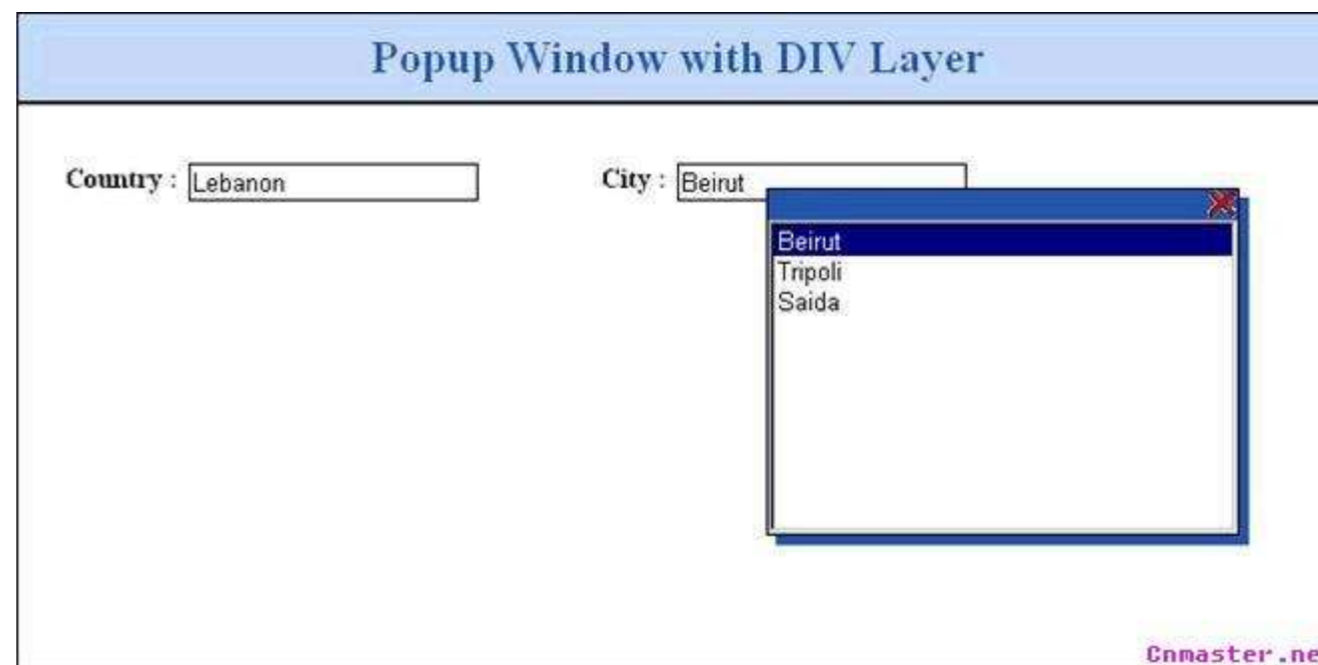 Popup Window with DIV Layer
Country : Lebanon City : Beirut
Beirut
Tripoli
Saida
Cnmaster.ne